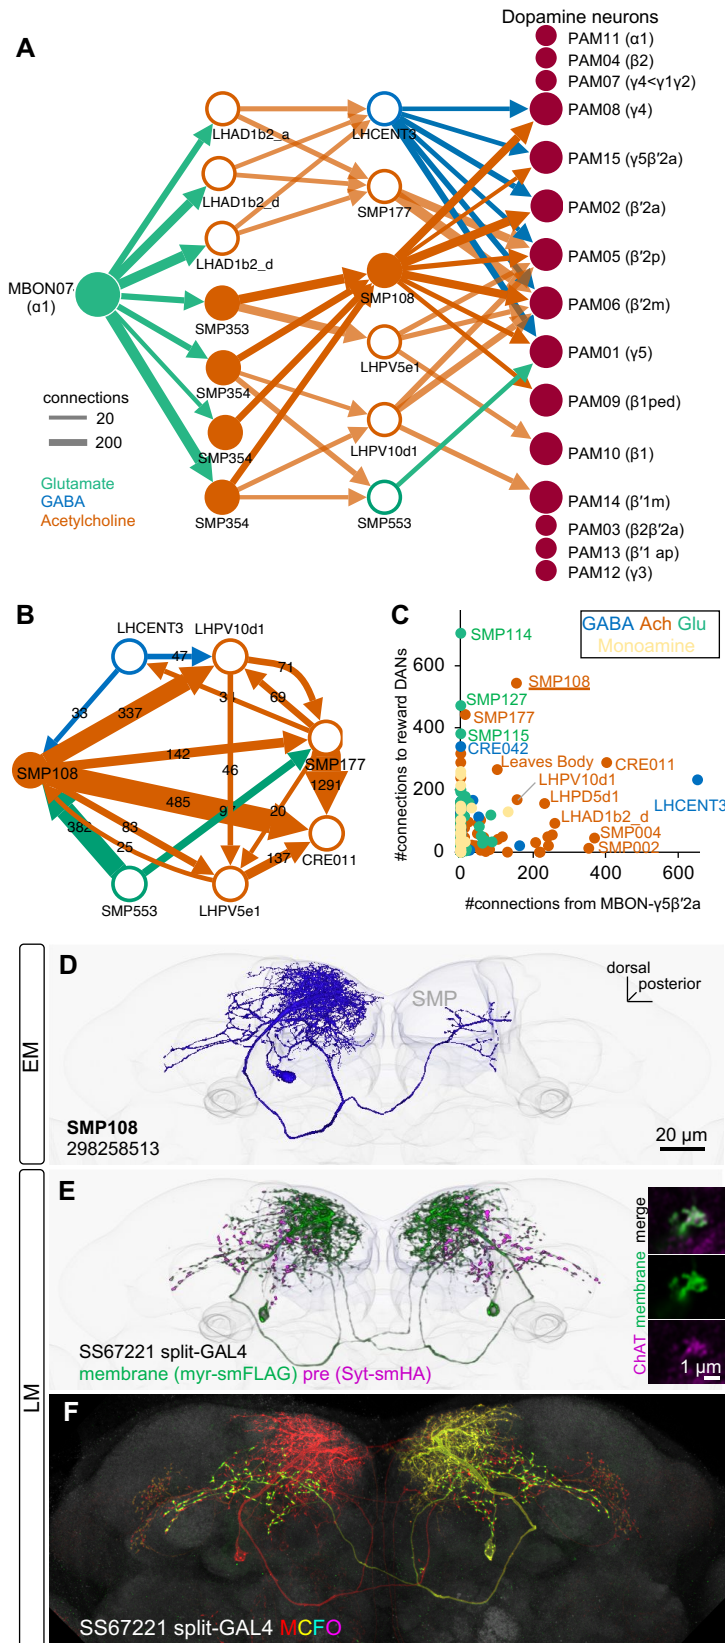 Dopamine neurons
A
PAM11 (α1)
PAM04 (β2)
PAM07 (γ4<γ1γ2)
PAM08 (γ4)
PAM15 (γ5β'2a)
PAM02 (β'2a)
PAM05 (β'2p)
PAM06 (β'2m)
PAM01 (γ5)
PAM09 (β1ped)
PAM10 (β1)
PAM14 (β'1m)
PAM03 (β2β'2a)
PAM13 (β'1 ap)
PAM12 (γ3)
LHAD1b2_a
LHAD1b2_d
LHAD1b2_d
MBON07
(α1)
SMP353
SMP354
SMP354
SMP354
LHCENT3
SMP177
SMP108
LHPV5e1
LHPV10d1
SMP553
connections
20
200
Glutamate
GABA
Acetylcholine
B
LHCENT3
LHPV10d1
47
71
33
337
69
142
SMP177
SMP108
46
1291
485
20
382
83
25
137
CRE011
SMP553
LHPV5e1
C
GABA Ach Glu
Monoamine
#connections to reward DANs
600
400
200
0
0
200
400
600
#connections from MBON-γ5β'2a
SMP114
SMP108
SMP127
SMP177
SMP115
CRE042
Leaves Body
CRE011
LHPV10d1
LHCENT3
LHPD5d1
LHAD1b2_d
SMP004
SMP002
EM
D
SMP
dorsal
posterior
SMP108
298258513
20 µm
LM
E
SS67221 split-GAL4
membrane (myr-smFLAG) pre (Syt-smHA)
ChAT membrane merge
1 µm
F
SS67221 split-GAL4 MCFO